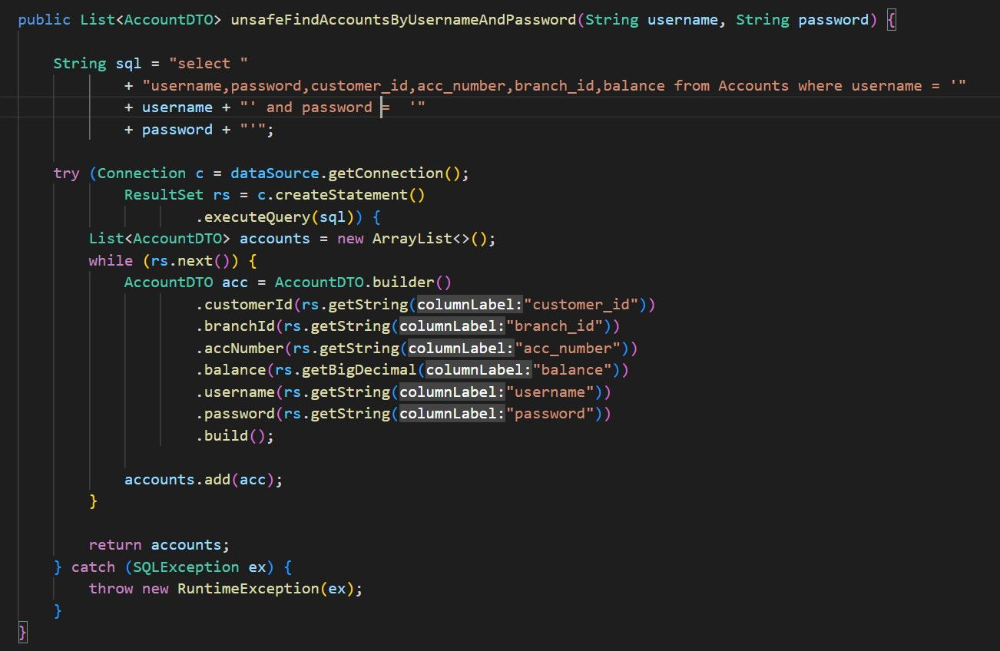 public List<AccountDTO> unsafeFindAccountsByUsernameAndPassword(String username, String password) {
String sql = "select "
+ "username,password,customer_id,acc_number,branch_id,balance from Accounts where username = '"
+ username + "' and password =  '"
+ password + "'";
try (Connection c = dataSource.getConnection();
ResultSet rs = c.createStatement()
.executeQuery(sql)) {
List<AccountDTO> accounts = new ArrayList<>();
while (rs.next()) {
AccountDTO acc = AccountDTO.builder()
.customerId(rs.getString(columnLabel:"customer_id"))
.branchId(rs.getString(columnLabel:"branch_id"))
.accNumber(rs.getString(columnLabel:"acc_number"))
.balance(rs.getBigDecimal(columnLabel:"balance"))
.username(rs.getString(columnLabel:"username"))
.password(rs.getString(columnLabel:"password"))
.build();
accounts.add(acc);
}
return accounts;
} catch (SQLException ex) {
throw new RuntimeException(ex);
}
}